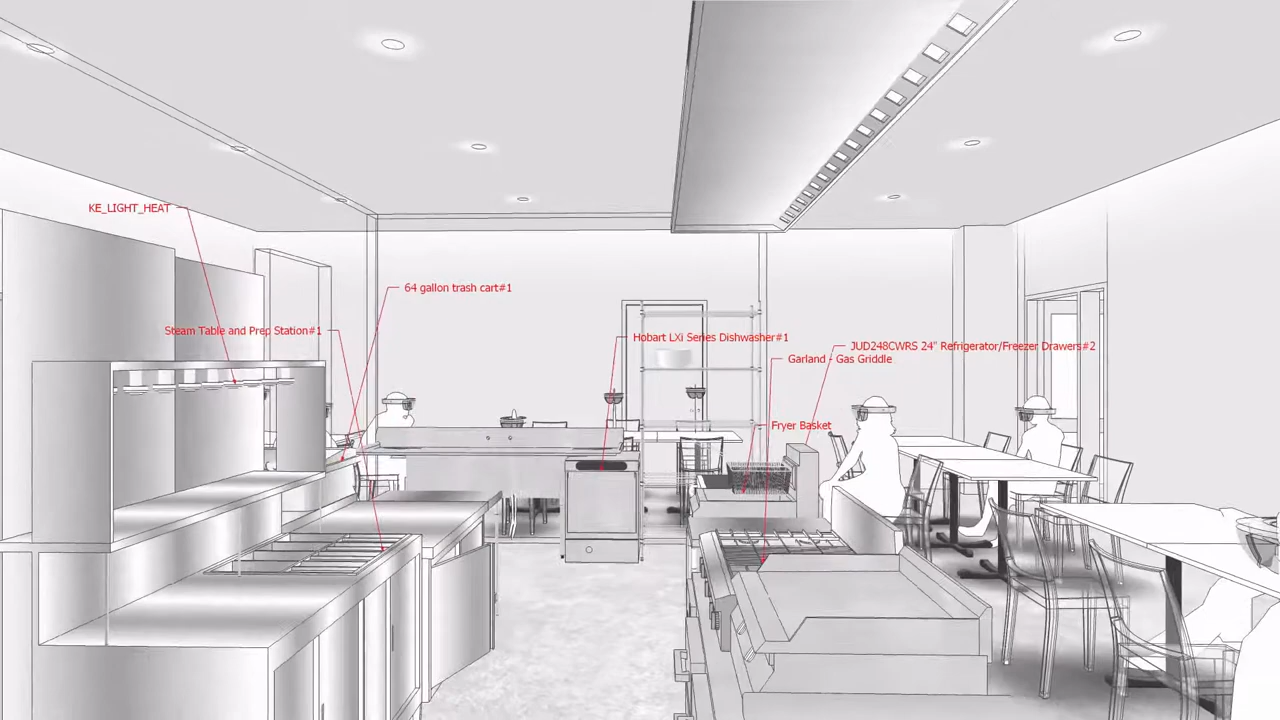 KE_LIGHT_HEAT
64 gallon trash cart#1
Steam Table and Prep Station#1
Hobart LXi Series Dishwasher#1
JUD248CWRS 24" Refrigerator/Freezer Drawers#2
Garland - Gas Griddle
Fryer Basket